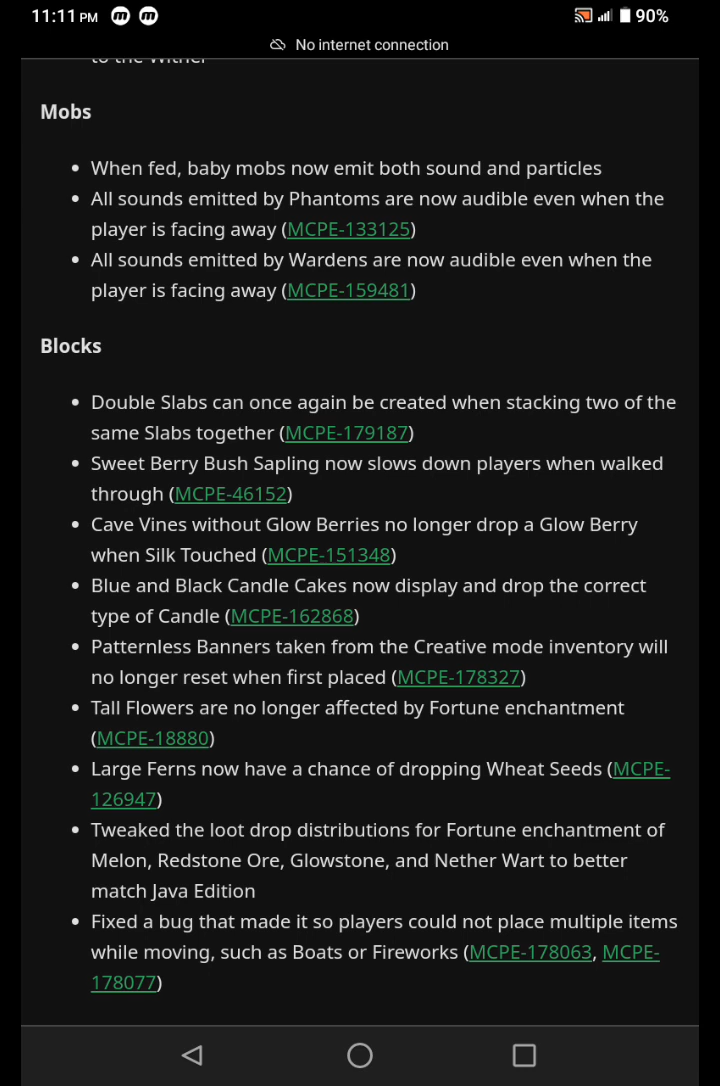 11:11 PM 90%
No internet connection
to the Wither
Mobs
• When fed, baby mobs now emit both sound and particles
• All sounds emitted by Phantoms are now audible even when the
player is facing away (MCPE-133125)
• All sounds emitted by Wardens are now audible even when the
player is facing away (MCPE-159481)
Blocks
• Double Slabs can once again be created when stacking two of the
same Slabs together (MCPE-179187)
• Sweet Berry Bush Sapling now slows down players when walked
through (MCPE-46152)
• Cave Vines without Glow Berries no longer drop a Glow Berry
when Silk Touched (MCPE-151348)
• Blue and Black Candle Cakes now display and drop the correct
type of Candle (MCPE-162868)
• Patternless Banners taken from the Creative mode inventory will
no longer reset when first placed (MCPE-178327)
• Tall Flowers are no longer affected by Fortune enchantment
(MCPE-18880)
• Large Ferns now have a chance of dropping Wheat Seeds (MCPE-
126947)
• Tweaked the loot drop distributions for Fortune enchantment of
Melon, Redstone Ore, Glowstone, and Nether Wart to better
match Java Edition
• Fixed a bug that made it so players could not place multiple items
while moving, such as Boats or Fireworks (MCPE-178063, MCPE-
178077)